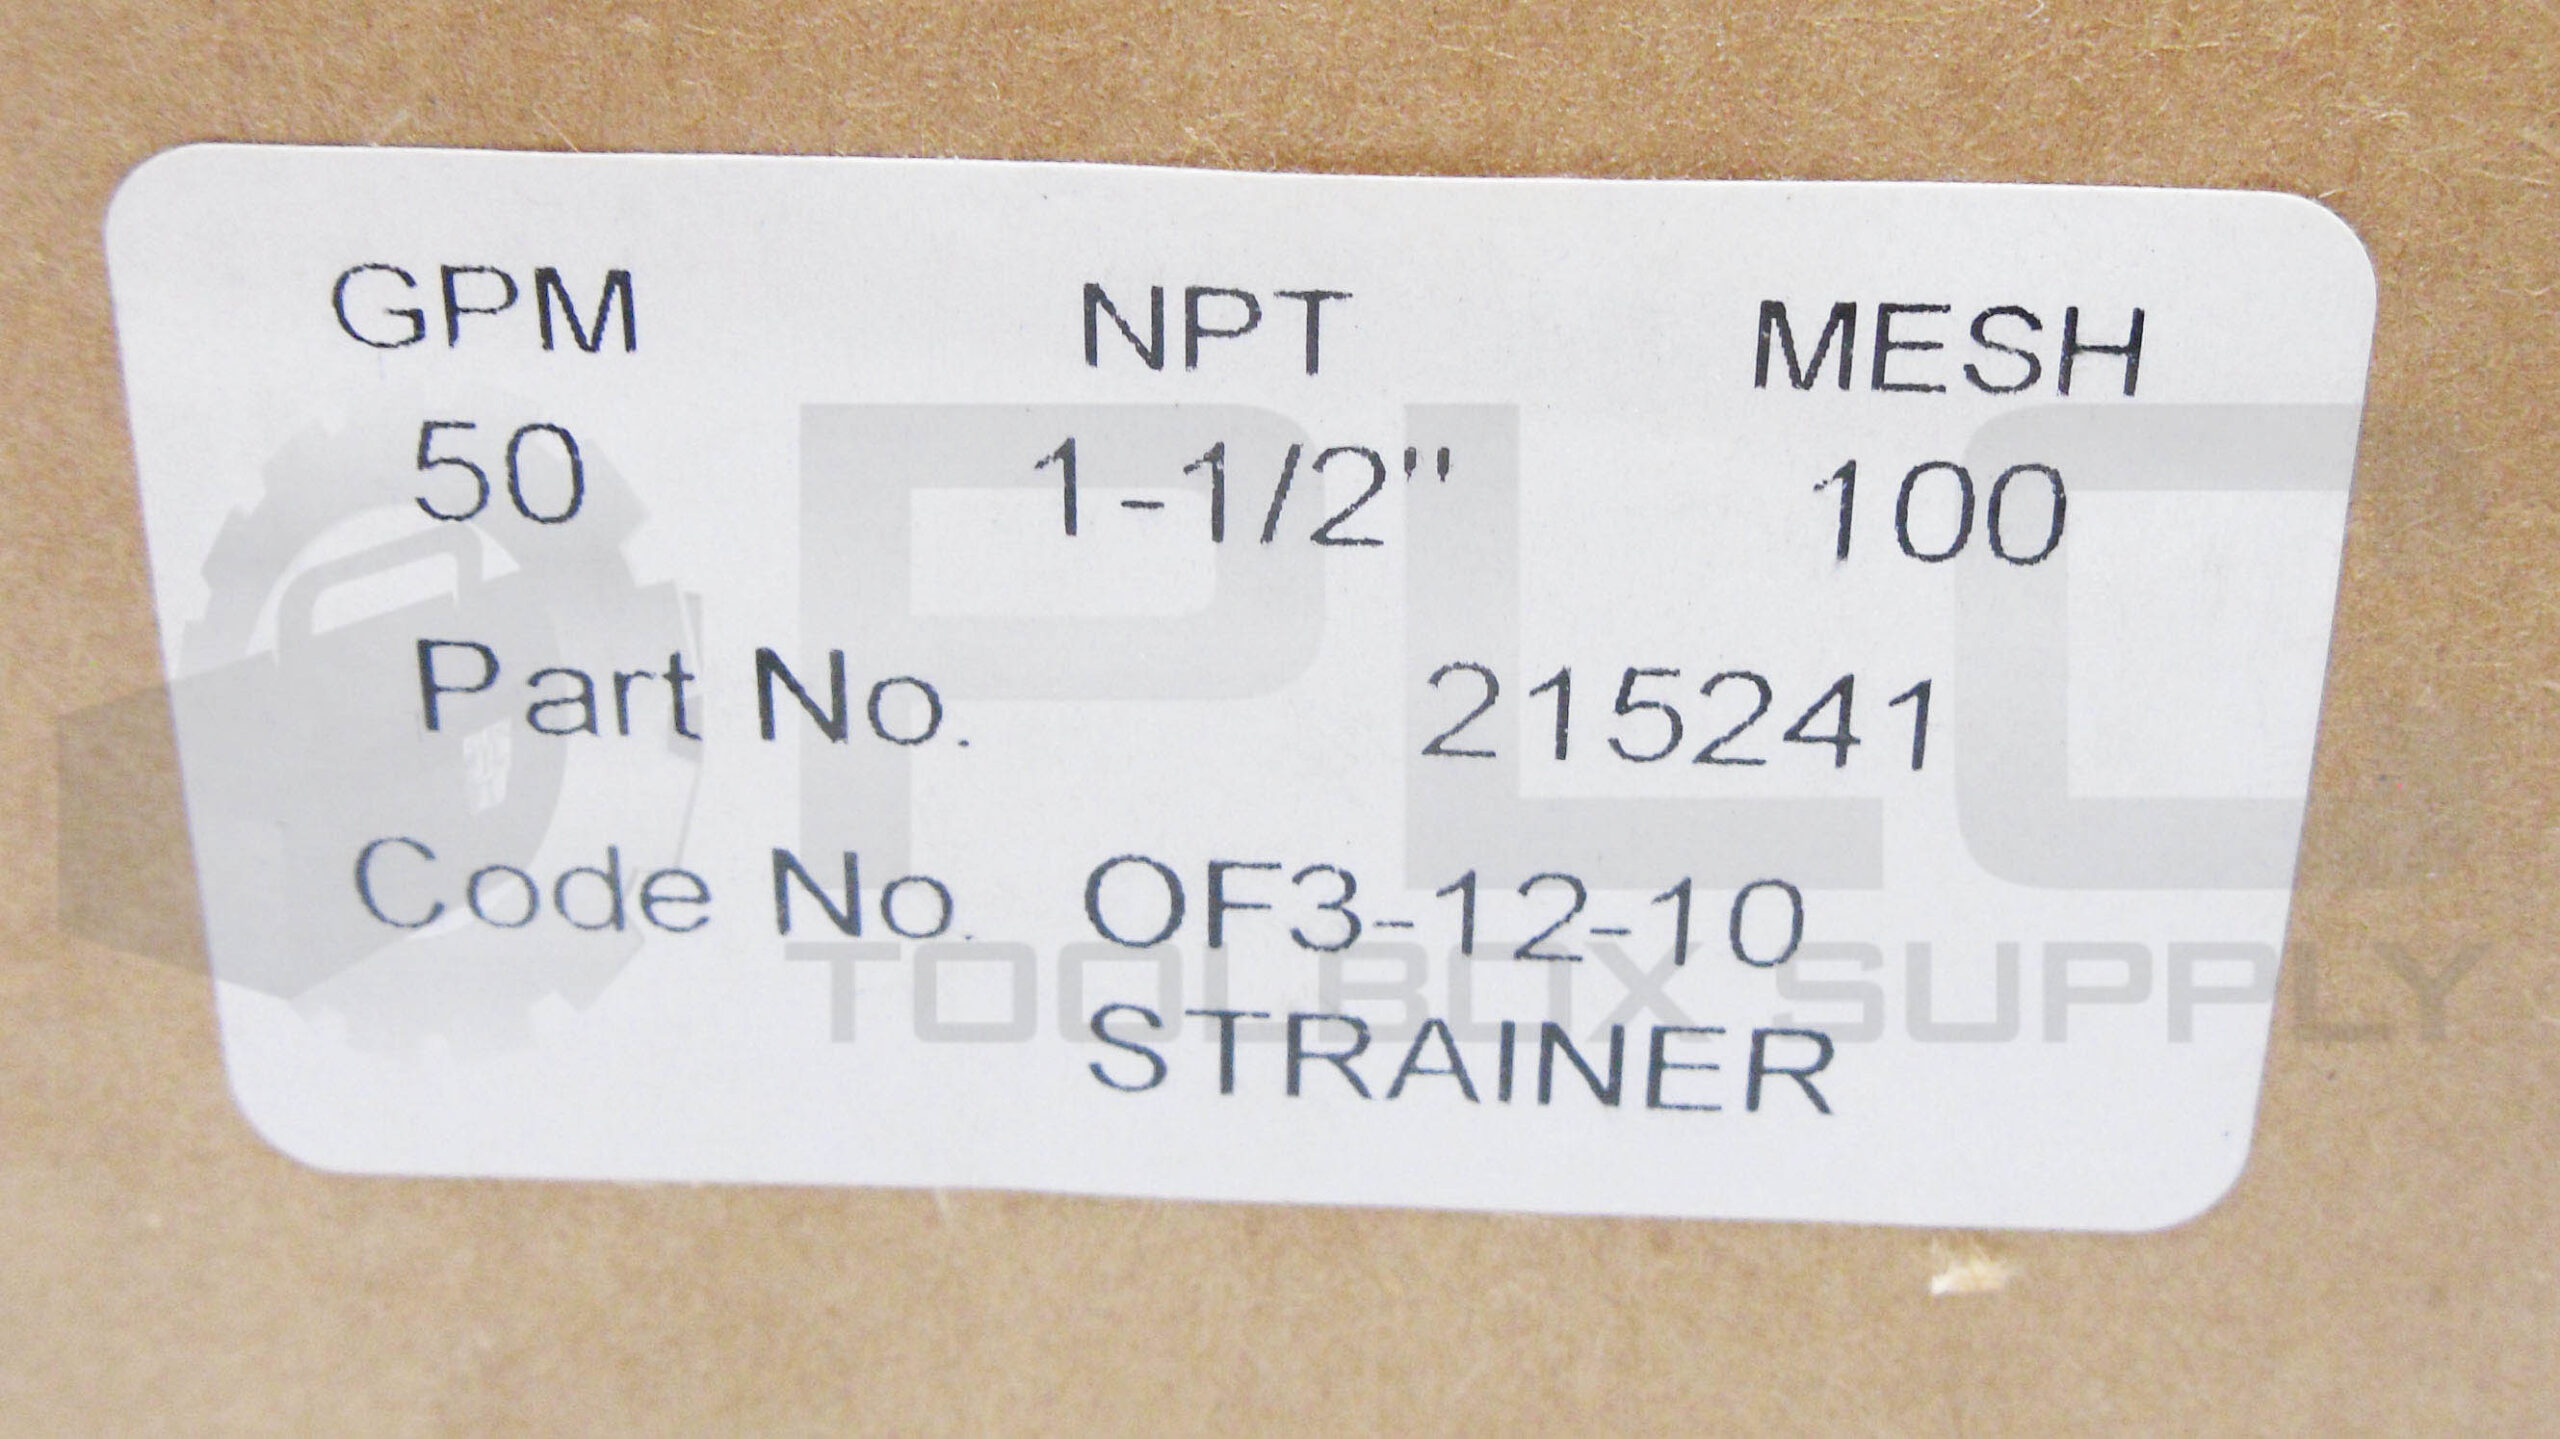 GPM NPT MESH
50 1-1/2" 100
Part No. 215241
Code No. OF3-12-10
STRAINER
PLC
TOOLBOX SUPPLY